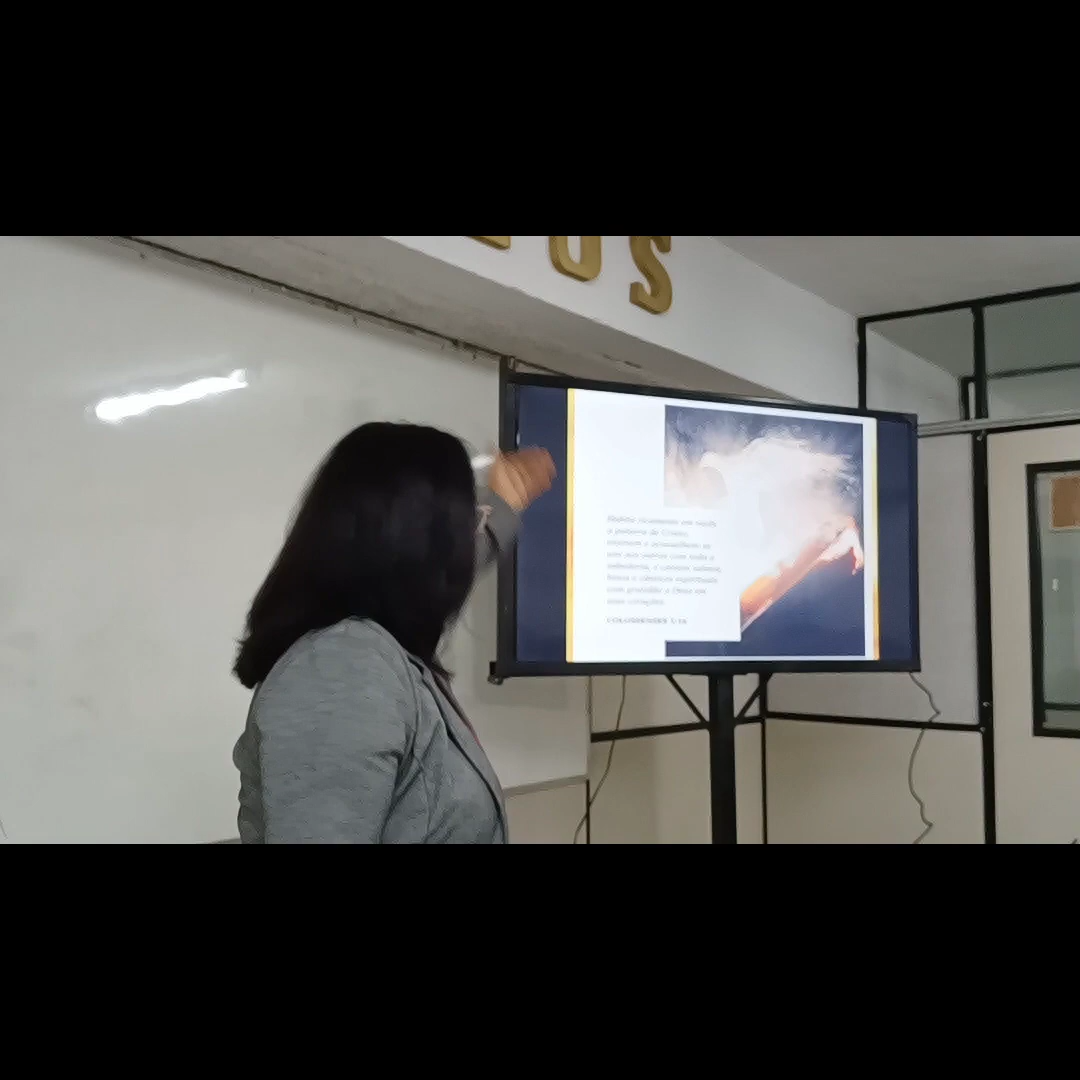 EUS
Habite ricamente em vocês
a palavra de Cristo;
ensinem e aconselhem-se
uns aos outros com toda a
sabedoria, e cantem salmos,
hinos e cânticos espirituais
com gratidão a Deus em
seus corações.
COLOSSENSES 3:16